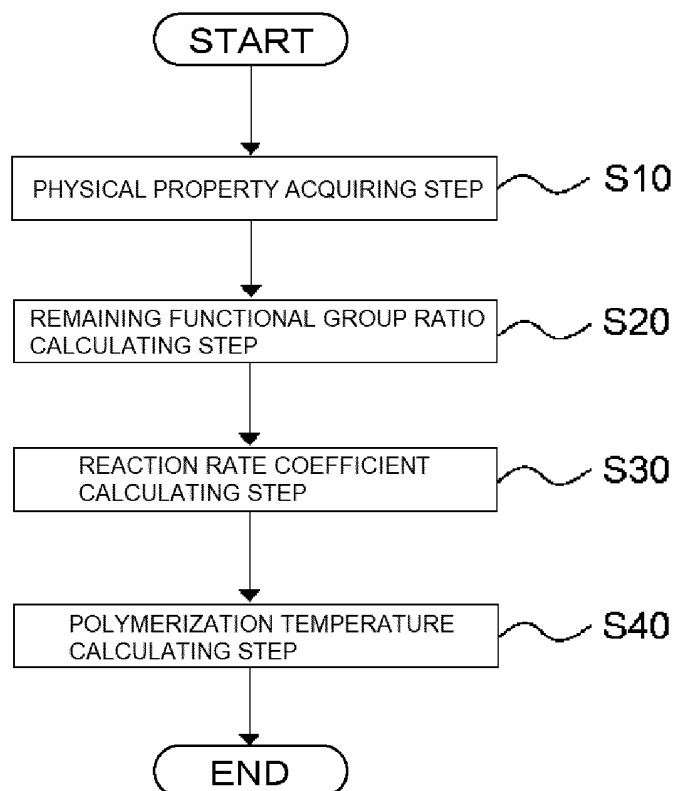 START
PHYSICAL PROPERTY ACQUIRING STEP
S10
REMAINING FUNCTIONAL GROUP RATIO
CALCULATING STEP
S20
REACTION RATE COEFFICIENT
CALCULATING STEP
S30
POLYMERIZATION TEMPERATURE
CALCULATING STEP
S40
END